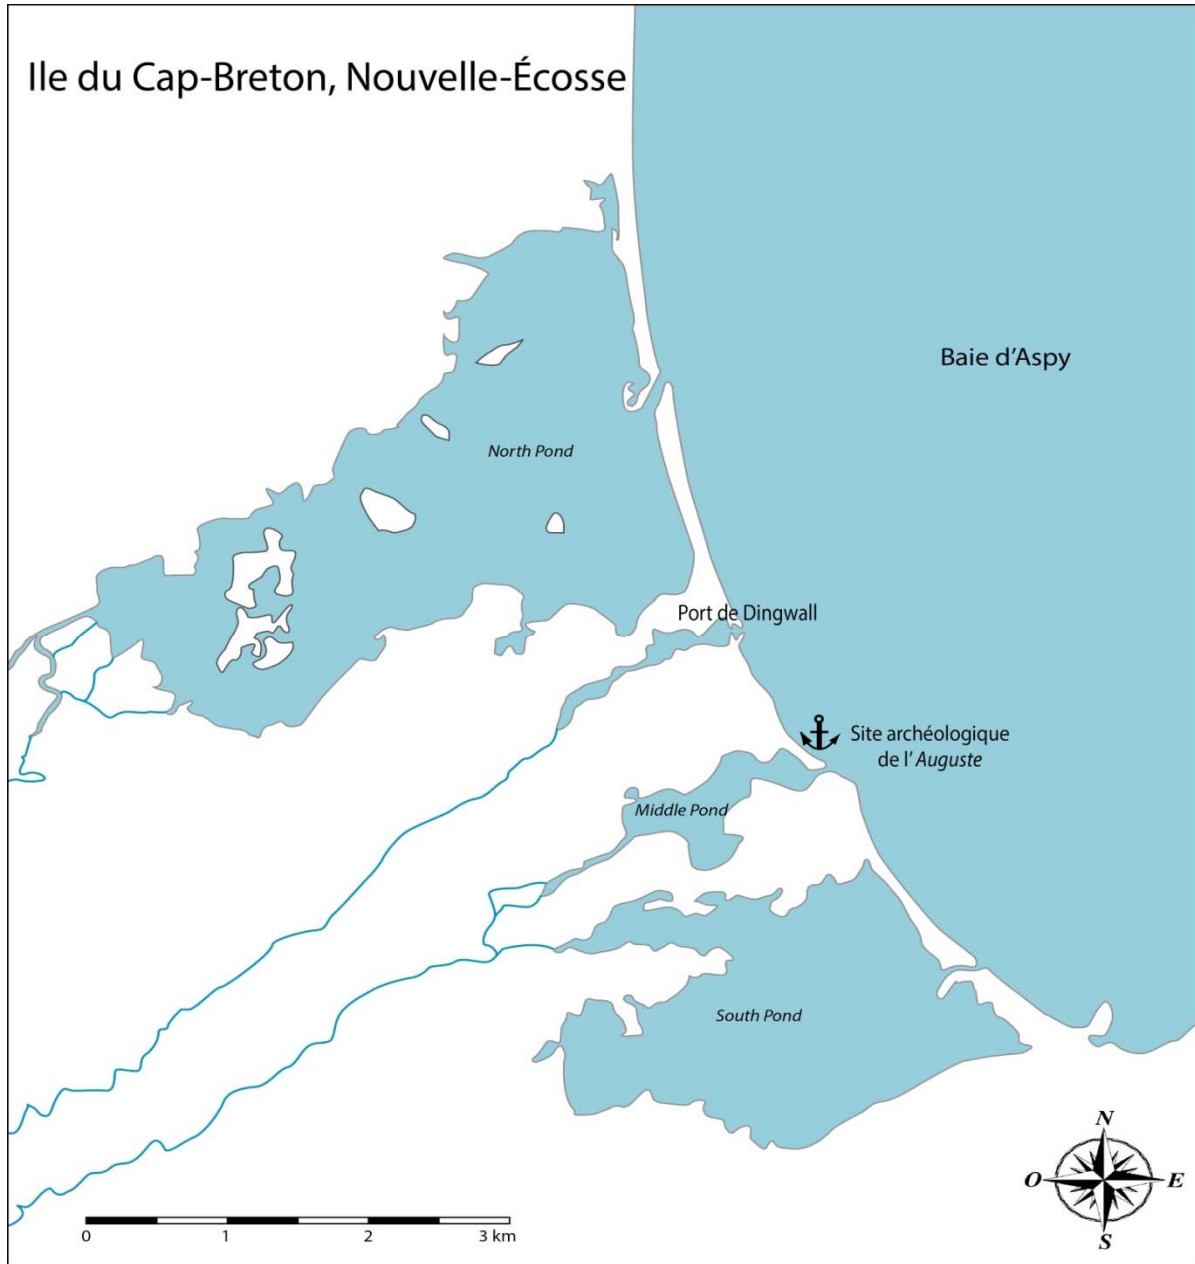 Ile du Cap-Breton, Nouvelle-Écosse
Baie d'Aspy
North Pond
Port de Dingwall
Site archéologique
de l' Auguste
Middle Pond
South Pond
N
O
E
S
0
1
2
3 km